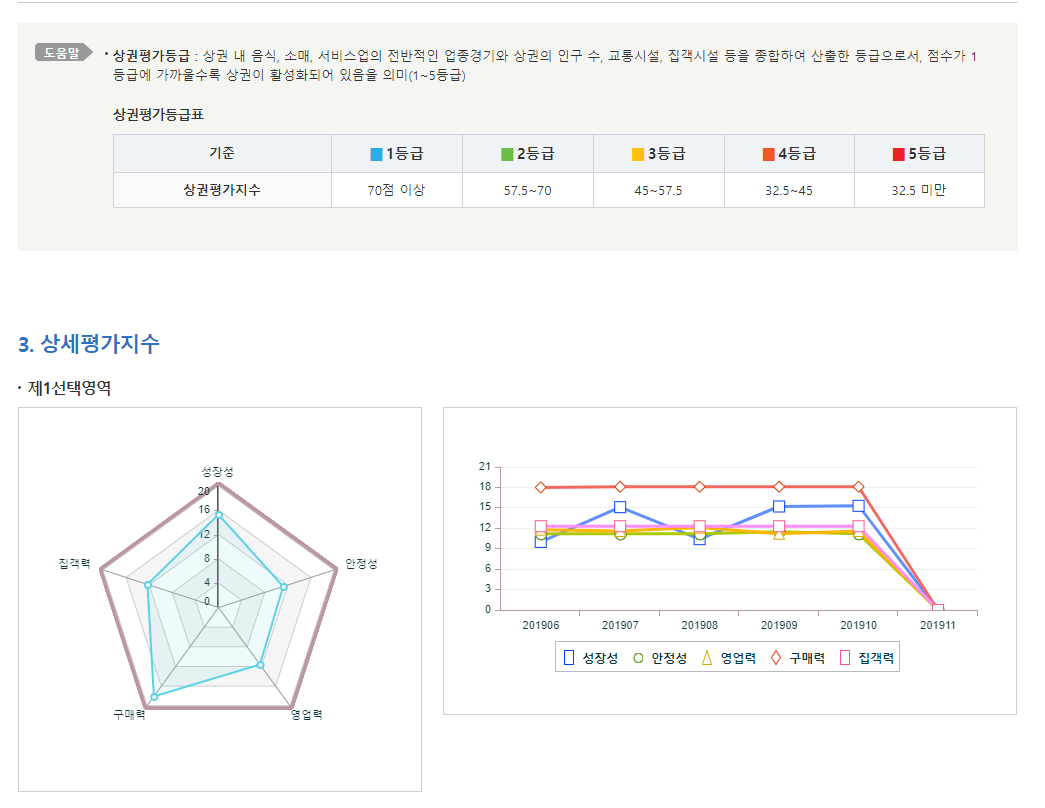 도움말
· 상권평가등급 : 상권 내 음식, 소매, 서비스업의 전반적인 업종경기와 상권의 인구 수, 교통시설, 집객시설 등을 종합하여 산출한 등급으로서, 점수가 1
등급에 가까울수록 상권이 활성화되어 있음을 의미(1~5등급)
상권평가등급표
기준 1등급 2등급 3등급 4등급 5등급
상권평가지수 70점 이상 57.5~70 45~57.5 32.5~45 32.5 미만
3. 상세평가지수
· 제1선택영역
성장성
20
16
12
8
4
0
집객력
안정성
구매력
영업력
21
18
15
12
9
6
3
0
201906 201907 201908 201909 201910 201911
성장성 안정성 영업력 구매력 집객력